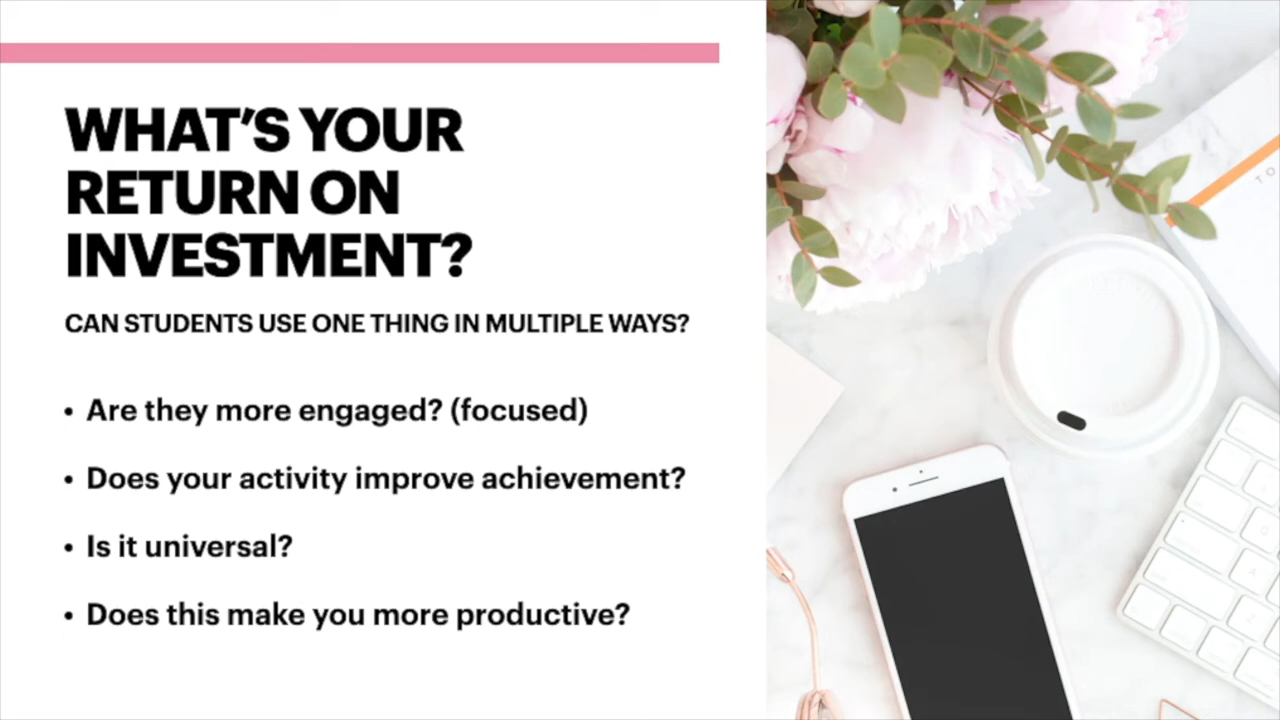 WHAT'S YOUR
RETURN ON
INVESTMENT?
CAN STUDENTS USE ONE THING IN MULTIPLE WAYS?
• Are they more engaged? (focused)
• Does your activity improve achievement?
• Is it universal?
• Does this make you more productive?
TO